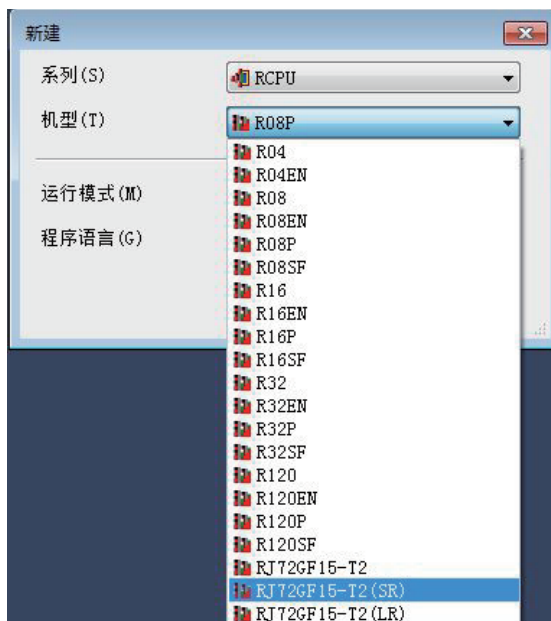 新建
系列(S) RCPU
机型(T) R08P
R04
R04EN
R08
R08EN
运行模式(M)
程序语言(G)
R08P
R08SF
R16
R16EN
R16P
R16SF
R32
R32EN
R32P
R32SF
R120
R120EN
R120P
R120SF
RJ72GF15-T2
RJ72GF15-T2(SR)
RJ72GF15-T2(LR)